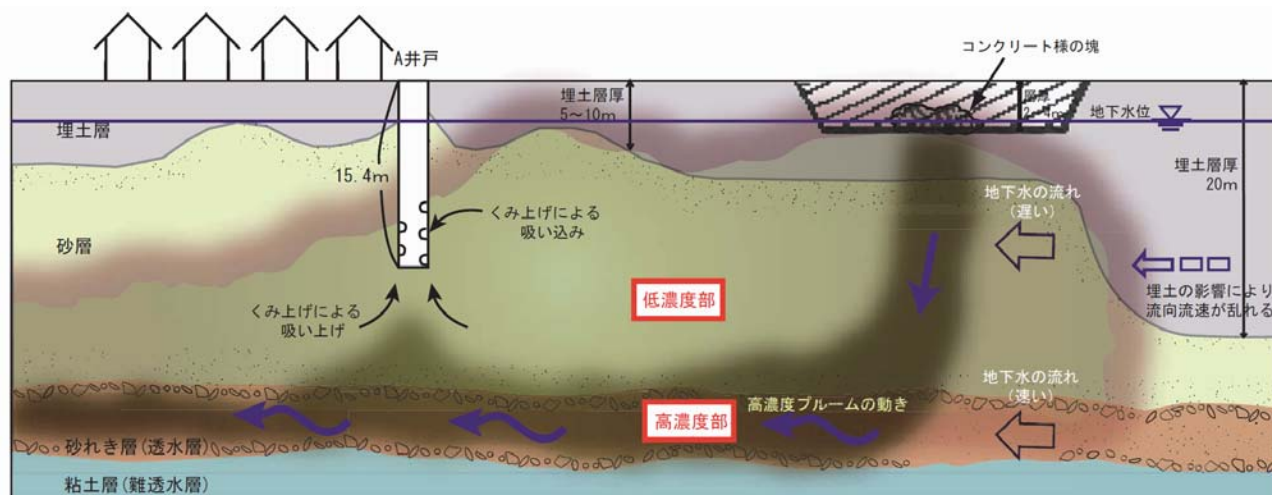 A井戸
コンクリート様の塊
埋土層厚
5～10m
層厚
2～4m
地下水位
埋土層
埋土層厚
20m
15.4m
地下水の流れ
(遅い)
くみ上げによる
吸い込み
砂層
低濃度部
埋土の影響により
流向流速が乱れる
くみ上げによる
吸い上げ
地下水の流れ
(速い)
高濃度プルームの動き
高濃度部
砂れき層(透水層)
粘土層(難透水層)